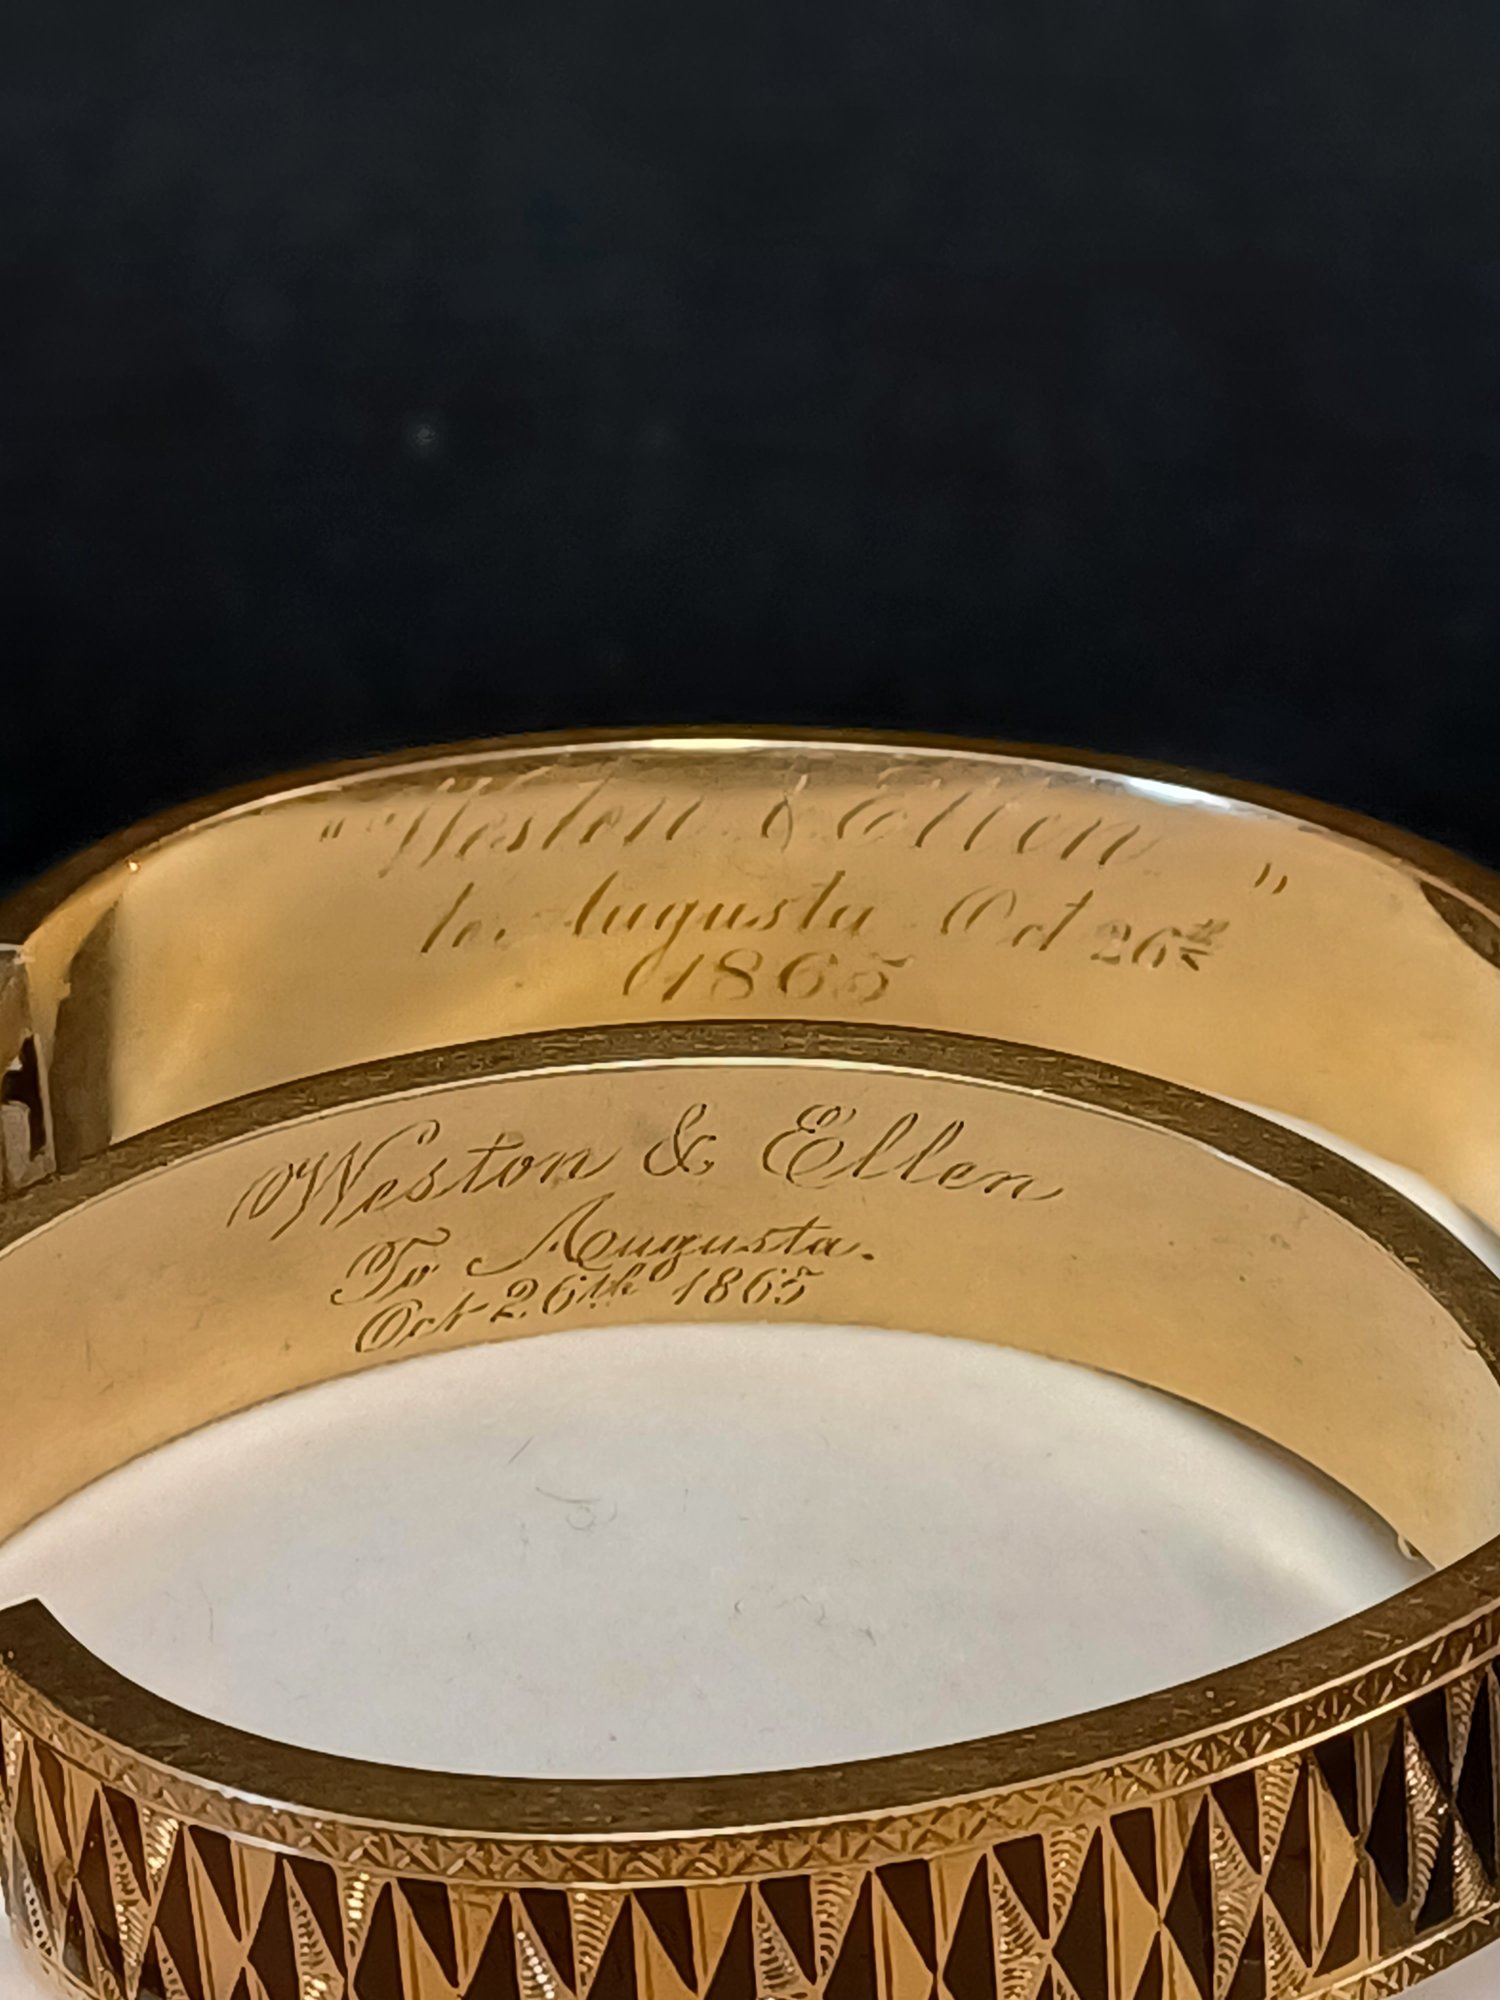 "Weston & Ellen"
to Augusta Oct 26th
1865
Weston & Ellen
To Augusta.
Oct 26th 1865